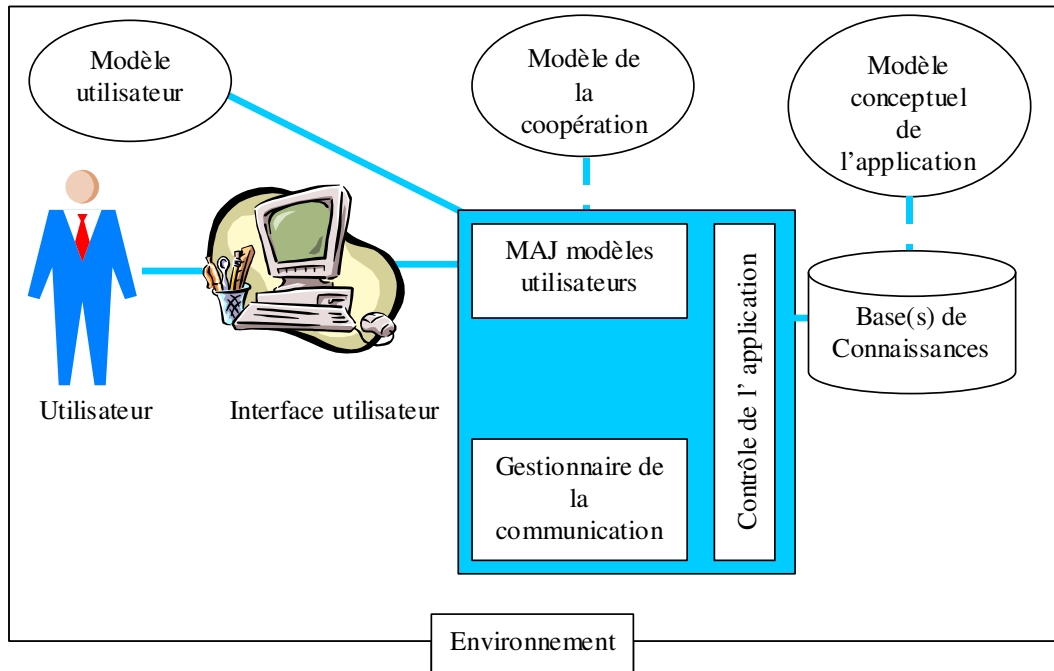 Modèle
utilisateur
Modèle de
la
coopération
Modèle
conceptuel
de
l'application
MAJ modèles
utilisateurs
Contrôle de l' application
Base(s) de
Connaissances
Utilisateur
Interface utilisateur
Gestionnaire de
la
communication
Environnement